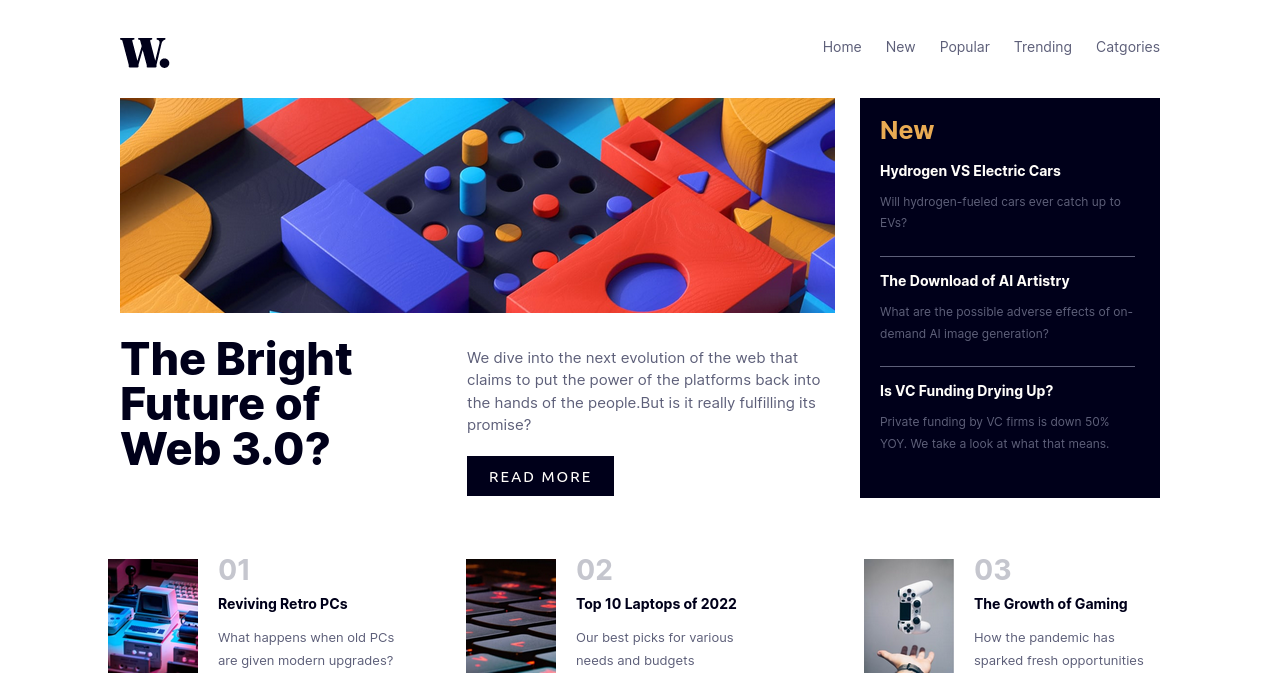 W.
Home New Popular Trending Catgories
The Bright
Future of
Web 3.0?
We dive into the next evolution of the web that
claims to put the power of the platforms back into
the hands of the people.But is it really fulfilling its
promise?
READ MORE
New
Hydrogen VS Electric Cars
Will hydrogen-fueled cars ever catch up to
EVs?
The Download of AI Artistry
What are the possible adverse effects of on-
demand AI image generation?
Is VC Funding Drying Up?
Private funding by VC firms is down 50%
YOY. We take a look at what that means.
01
Reviving Retro PCs
What happens when old PCs
are given modern upgrades?
02
Top 10 Laptops of 2022
Our best picks for various
needs and budgets
03
The Growth of Gaming
How the pandemic has
sparked fresh opportunities